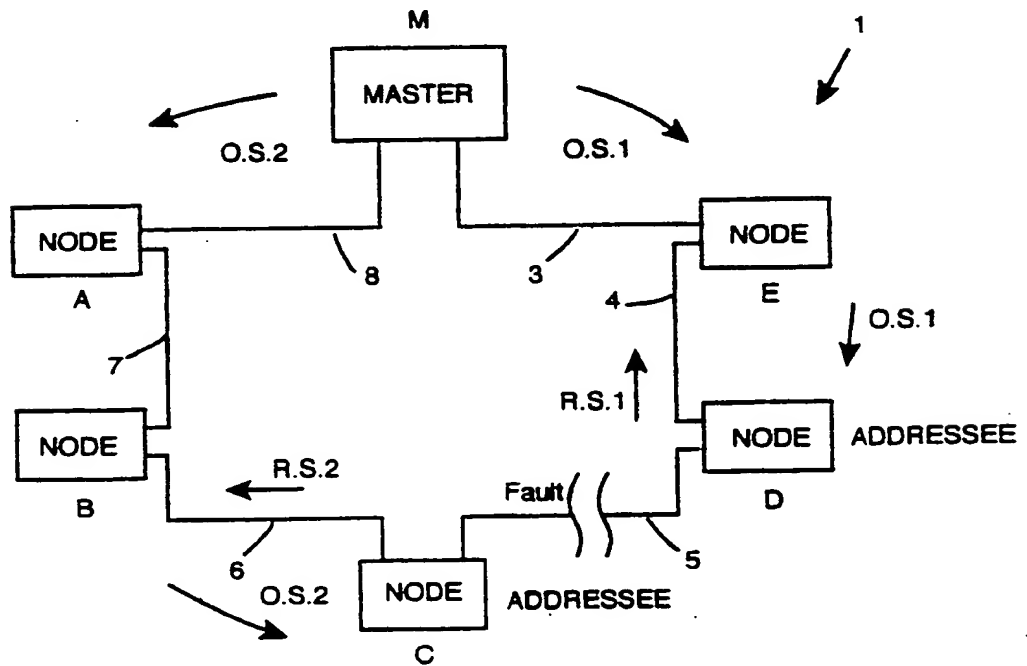 M
1
MASTER
O.S.2
O.S.1
NODE
NODE
8
3
A
E
4
O.S.1
7
R.S.1
NODE
NODE
ADDRESSEE
R.S.2
Fault
B
D
6
5
O.S.2
NODE
ADDRESSEE
C